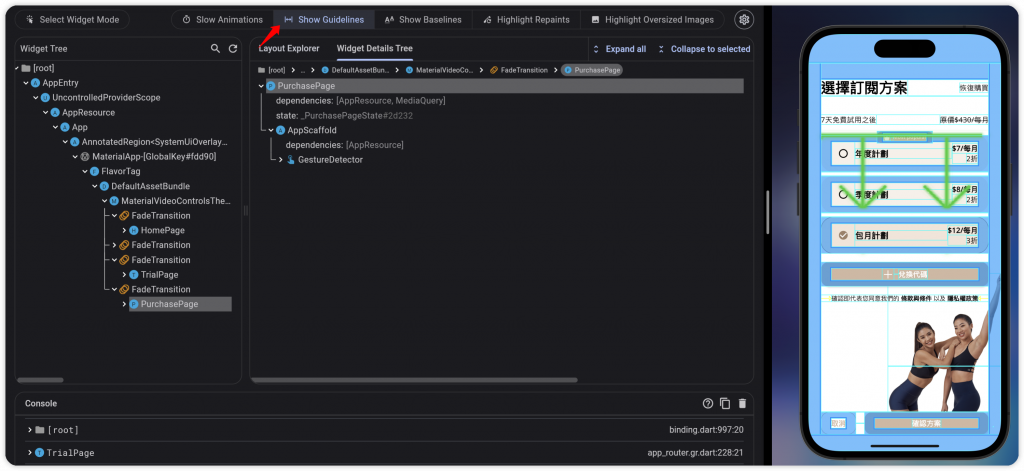 Select Widget Mode
Slow Animations
Show Guidelines
Show Baselines
Highlight Repaints
Highlight Oversized Images
Widget Tree
[root]
AppEntry
UncontrolledProviderScope
AppResource
App
AnnotatedRegion<SystemUiOverlay...
MaterialApp-[GlobalKey#fdd90]
FlavorTag
DefaultAssetBundle
MaterialVideoControlsThe...
FadeTransition
HomePage
FadeTransition
FadeTransition
TrialPage
FadeTransition
PurchasePage
Layout Explorer
Widget Details Tree
Expand all
Collapse to selected
[root] > ... > DefaultAssetBun... > MaterialVideoCo... > FadeTransition > PurchasePage
PurchasePage
dependencies: [AppResource, MediaQuery]
state: _PurchasePageState#2d232
AppScaffold
dependencies: [AppResource]
GestureDetector
Console
[root]
binding.dart:997:20
TrialPage
app_router.gr.dart:228:21
選擇訂閱方案
恢復購買
7天免費試用之後
原價$430/每月
年度計劃
$7/每月
2折
季度計劃
$8/每月
2折
包月計劃
$12/每月
3折
兌換代碼
確認即代表您同意我們的 條款與條件 以及 隱私權政策
確認方案